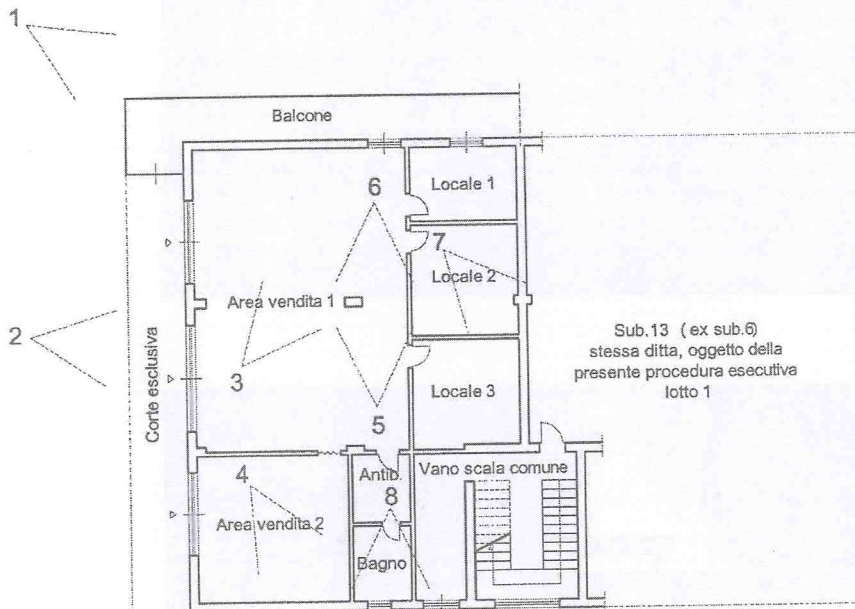 1
Balcone
6
Locale 1
7
Locale 2
Area vendita 1
2
Corte esclusiva
3
5
Locale 3
Sub.13 ( ex sub.6)
stessa ditta, oggetto della
presente procedura esecutiva
lotto 1
4
Area vendita 2
Antib.
8
Vano scala comune
Bagno